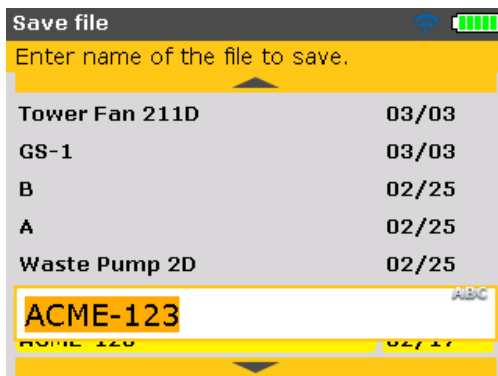 Save file
Enter name of the file to save.
Tower Fan 211D 03/03
GS-1 03/03
B 02/25
A 02/25
Waste Pump 2D 02/25
ABC
ACME-123